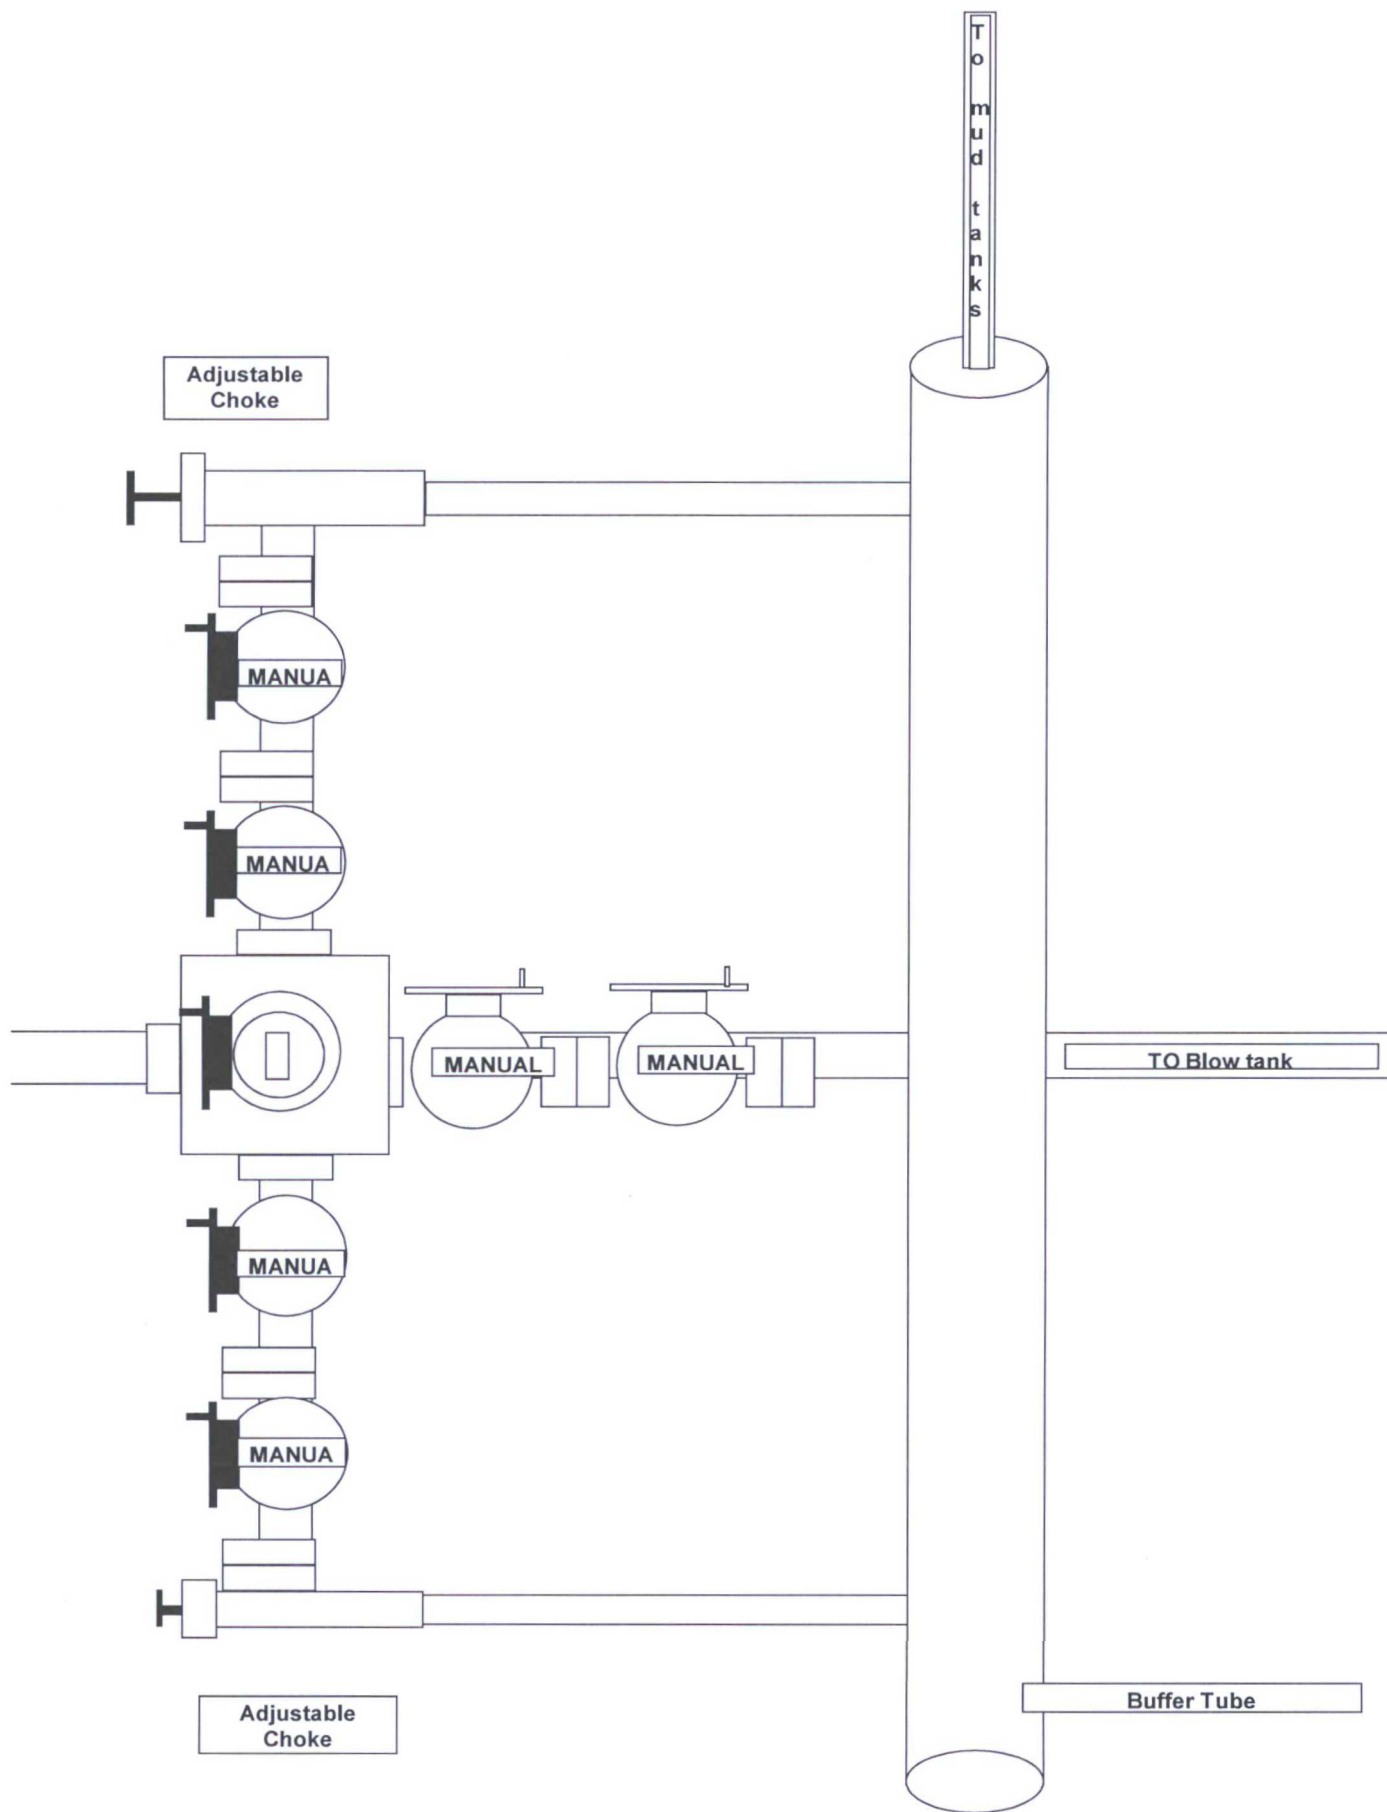 To mud tanks
Adjustable
Choke
MANUA
MANUA
MANUAL
MANUAL
TO Blow tank
MANUA
MANUA
Buffer Tube
Adjustable
Choke